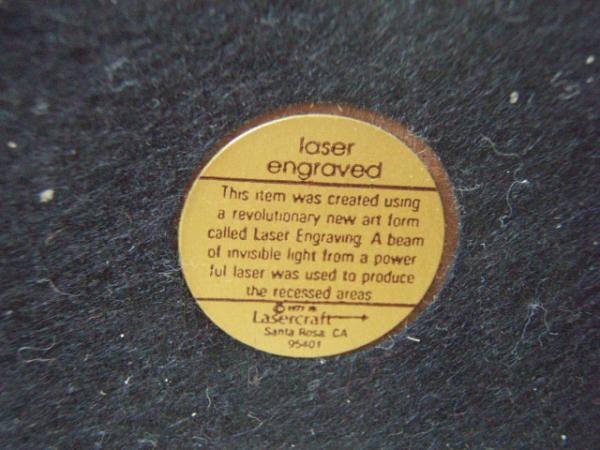 laser
engraved
This item was created using
a revolutionary new art form
called Laser Engraving. A beam
of invisible light from a power
ful laser was used to produce
the recessed areas
© 1977
Lasercraft
Santa Rosa, CA
95401